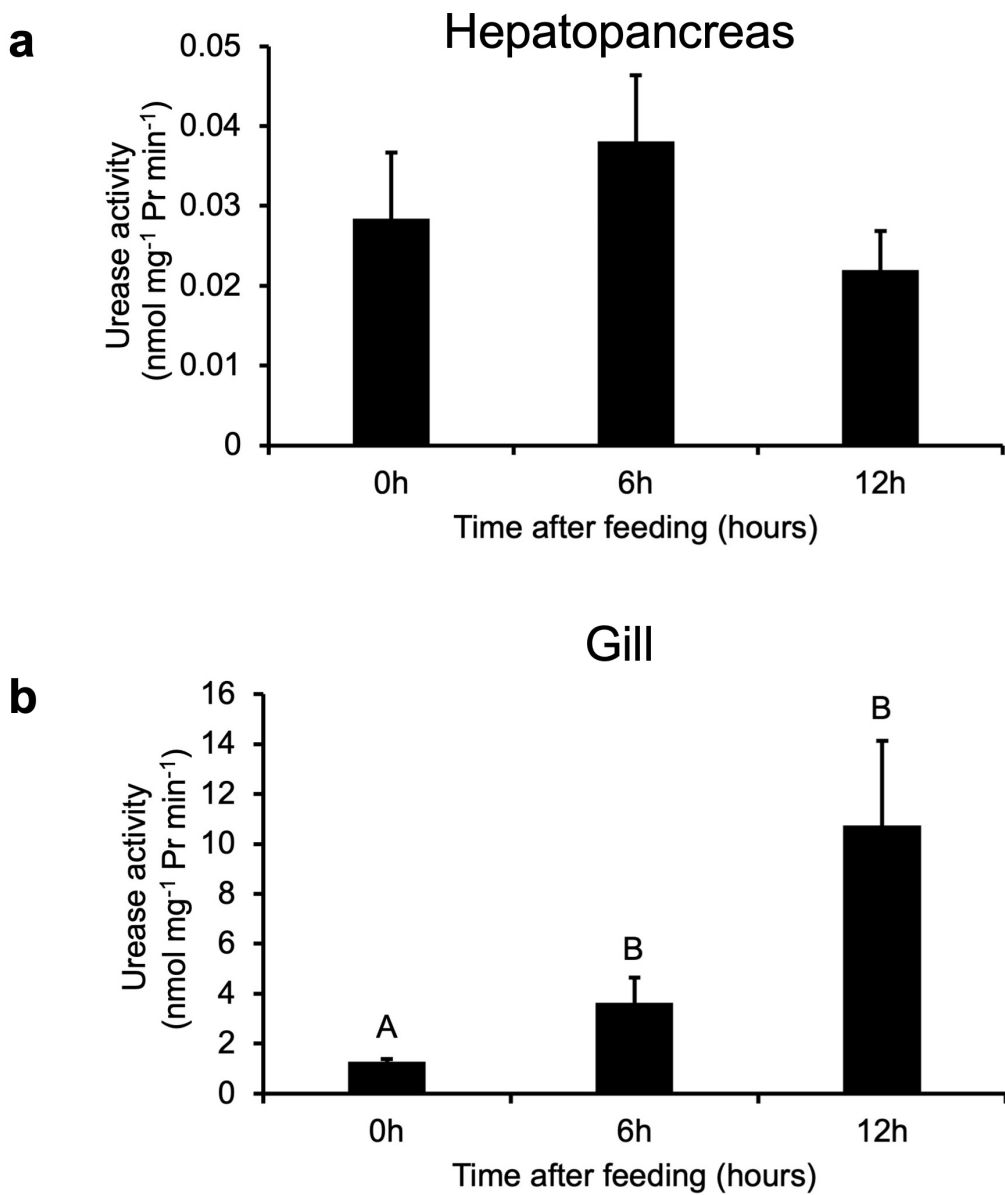 a
Hepatopancreas
Urease activity
(nmol mg⁻¹ Pr min⁻¹)
0.05
0.04
0.03
0.02
0.01
0
0h 6h 12h
Time after feeding (hours)
Gill
b
Urease activity
(nmol mg⁻¹ Pr min⁻¹)
16
14
12
10
8
6
4
2
0
A
B
B
0h 6h 12h
Time after feeding (hours)